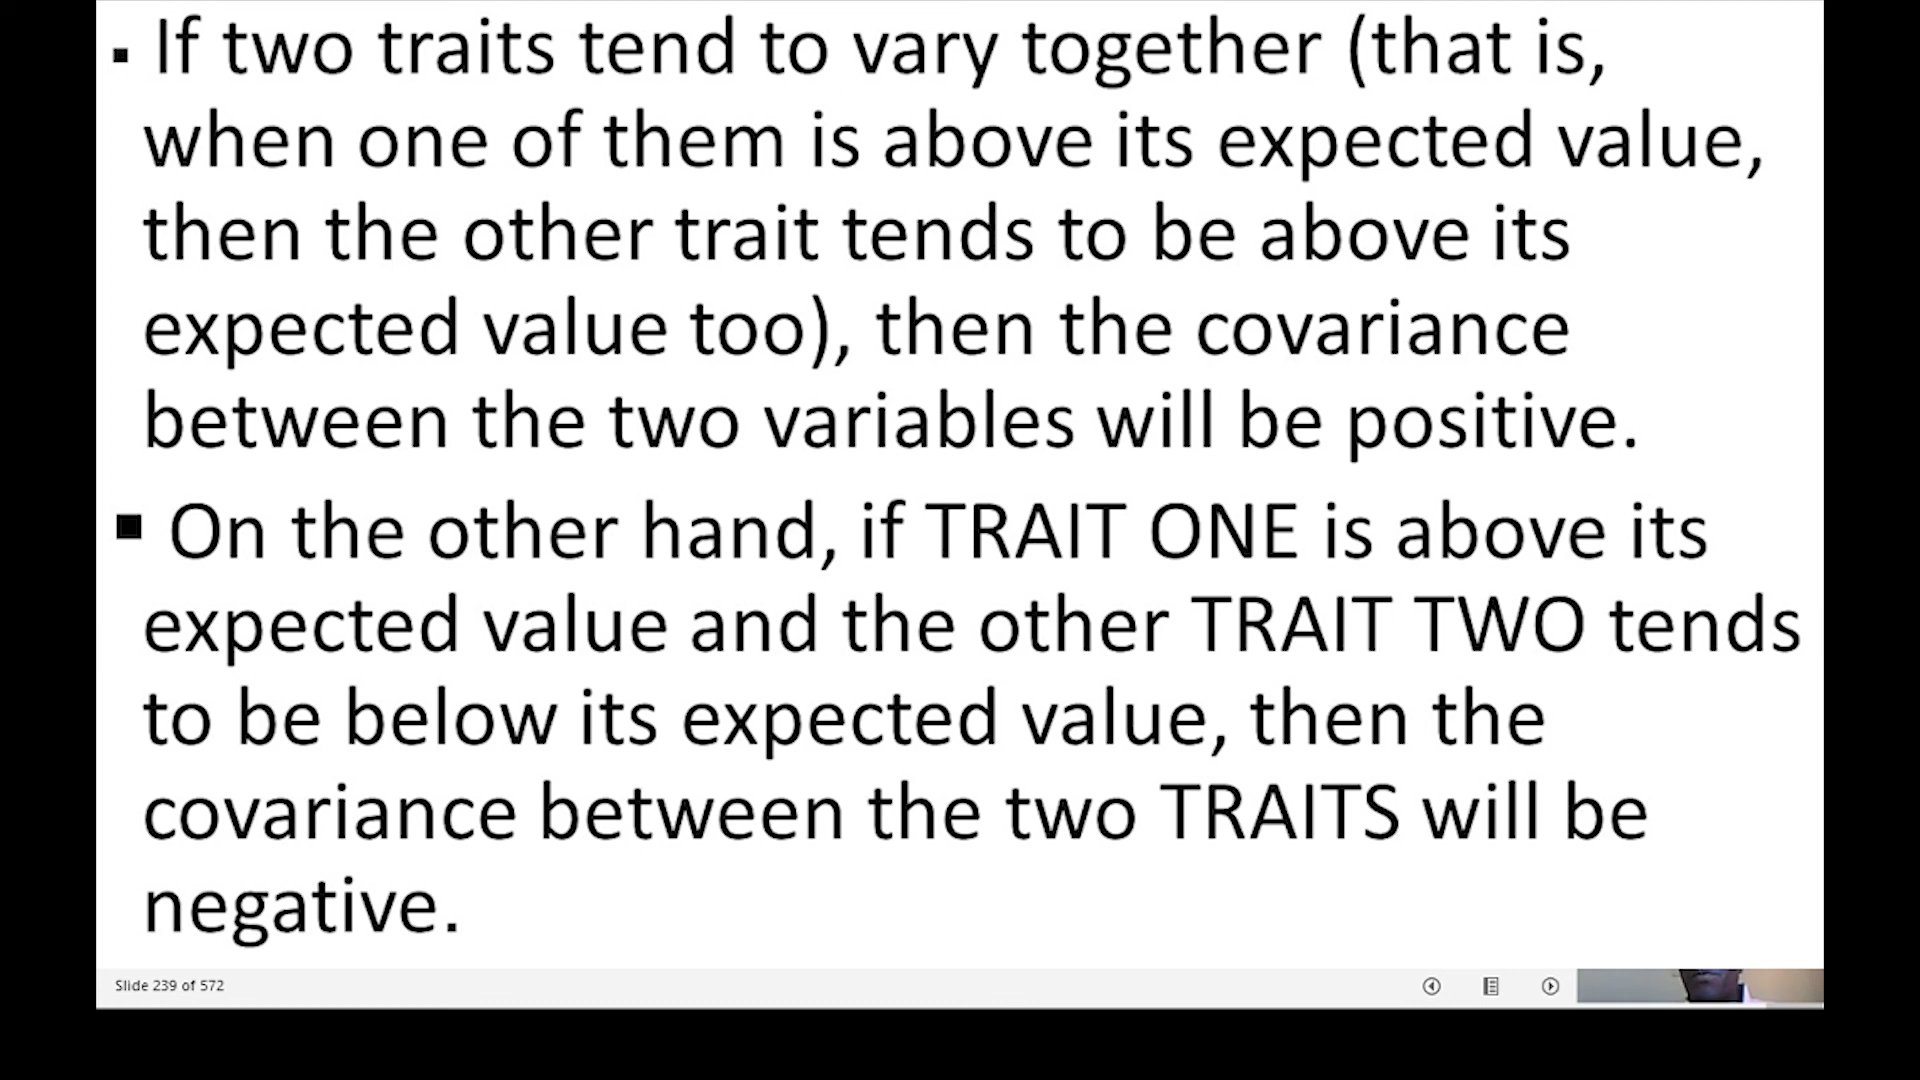 ▪ If two traits tend to vary together (that is,
when one of them is above its expected value,
then the other trait tends to be above its
expected value too), then the covariance
between the two variables will be positive.
▪ On the other hand, if TRAIT ONE is above its
expected value and the other TRAIT TWO tends
to be below its expected value, then the
covariance between the two TRAITS will be
negative.
Slide 239 of 572